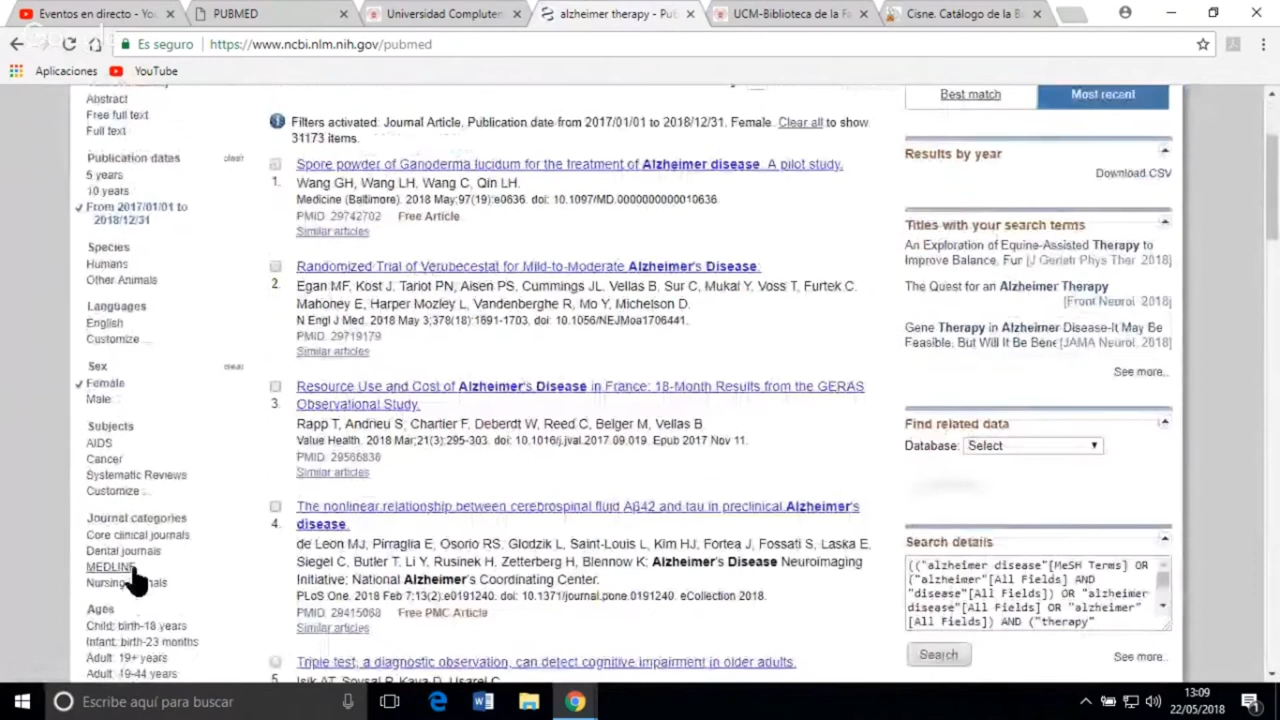 Eventos en directo - You
PUBMED
Universidad Compluten
alzheimer therapy - Pub
UCM-Biblioteca de la Fa
Cisne. Catálogo de la B
Es seguro
https://www.ncbi.nlm.nih.gov/pubmed
Aplicaciones
YouTube
Abstract
Free full text
Full text
Publication dates
clear
5 years
10 years
From 2017/01/01 to
2018/12/31
Species
Humans
Other Animals
Languages
English
Customize ...
Sex
clear
Female
Male
Subjects
AIDS
Cancer
Systematic Reviews
Customize ...
Journal categories
Core clinical journals
Dental journals
MEDLINE
Ages
Child: birth-18 years
Infant: birth-23 months
Adult: 19+ years
Adult: 19-44 years
Filters activated: Journal Article, Publication date from 2017/01/01 to 2018/12/31, Female. Clear all to show
31173 items.
Spore powder of Ganoderma lucidum for the treatment of Alzheimer disease: A pilot study.
1.
Wang GH, Wang LH, Wang C, Qin LH.
Medicine (Baltimore). 2018 May;97(19):e0636. doi: 10.1097/MD.0000000000010636.
PMID: 29742702
Free Article
Similar articles
Randomized Trial of Verubecestat for Mild-to-Moderate Alzheimer's Disease.
2.
Egan MF, Kost J, Tariot PN, Aisen PS, Cummings JL, Vellas B, Sur C, Mukai Y, Voss T, Furtek C,
Mahoney E, Harper Mozley L, Vandenberghe R, Mo Y, Michelson D.
N Engl J Med. 2018 May 3;378(18):1691-1703. doi: 10.1056/NEJMoa1706441.
PMID: 29719179
Similar articles
Resource Use and Cost of Alzheimer's Disease in France: 18-Month Results from the GERAS
Observational Study.
3.
Rapp T, Andrieu S, Chartier F, Deberdt W, Reed C, Belger M, Vellas B
Value Health. 2018 Mar;21(3):295-303. doi: 10.1016/j.jval.2017.09.019. Epub 2017 Nov 11.
PMID: 29566836
Similar articles
The nonlinear relationship between cerebrospinal fluid Aβ42 and tau in preclinical Alzheimer's
disease.
4.
de Leon MJ, Pirraglia E, Osorio RS, Glodzik L, Saint-Louis L, Kim HJ, Fortea J, Fossati S, Laska E,
Siegel C, Butler T, Li Y, Rusinek H, Zetterberg H, Blennow K; Alzheimer's Disease Neuroimaging
Initiative; National Alzheimer's Coordinating Center.
PLoS One. 2018 Feb 7;13(2):e0191240. doi: 10.1371/journal.pone.0191240. eCollection 2018.
PMID: 29415068
Free PMC Article
Similar articles
Triple test, a diagnostic observation, can detect cognitive impairment in older adults.
5.
Isik AT, Soysal P, Kaya D, Usarel C.
Best match
Most recent
Results by year
Download CSV
Titles with your search terms
An Exploration of Equine-Assisted Therapy to
Improve Balance, Fur [J Geriatr Phys Ther. 2018]
The Quest for an Alzheimer Therapy
[Front Neurol. 2018]
Gene Therapy in Alzheimer Disease-It May Be
Feasible, But Will It Be Bene [JAMA Neurol. 2018]
See more...
Find related data
Database: Select
Search details
(("alzheimer disease"[MeSH Terms] OR
("alzheimer"[All Fields] AND
"disease"[All Fields]) OR "alzheimer
disease"[All Fields] OR "alzheimer"
[All Fields]) AND ("therapy"
Search
See more...
Escribe aquí para buscar
13:09
22/05/2018
1